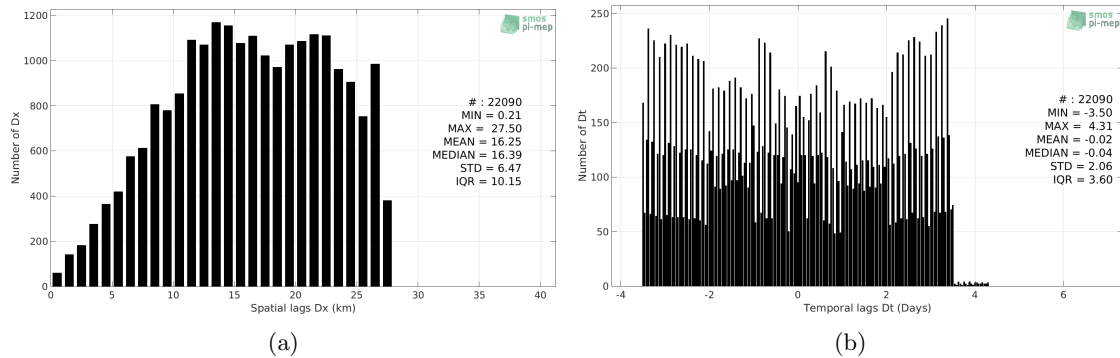 1200
1000
800
600
400
200
0
Number of Dx
smos
pi-mep
# : 22090
MIN = 0.21
MAX = 27.50
MEAN = 16.25
MEDIAN = 16.39
STD = 6.47
IQR = 10.15
0 5 10 15 20 25 30 35 40
Spatial lags Dx (km)
(a)
250
200
150
100
50
0
Number of Dt
smos
pi-mep
# : 22090
MIN = -3.50
MAX = 4.31
MEAN = -0.02
MEDIAN = -0.04
STD = 2.06
IQR = 3.60
-4 -2 0 2 4 6
Temporal lags Dt (Days)
(b)